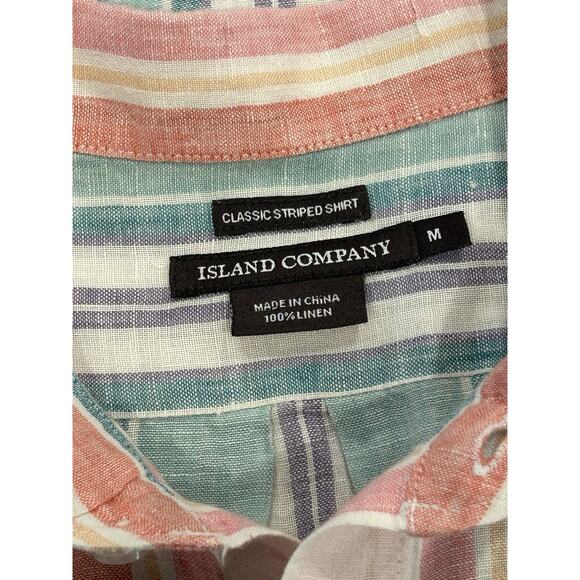 CLASSIC STRIPED SHIRT
ISLAND COMPANY
M
MADE IN CHINA
100% LINEN